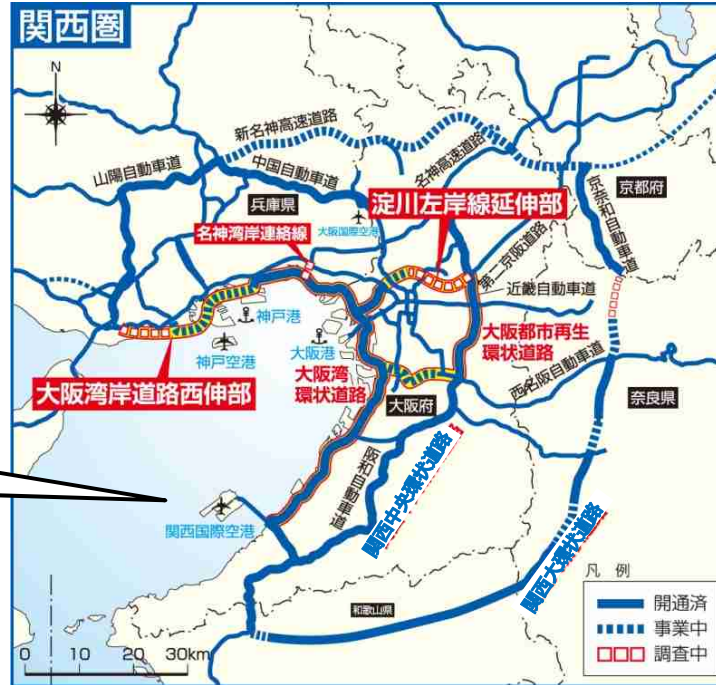 関西圏
N
新名神高速道路
山陽自動車道
中国自動車道
名神高速道路
兵庫県
大阪国際空港
淀川左岸線延伸部
京都府
京奈和自動車道
名神湾岸連絡線
第二京阪道路
近畿自動車道
神戸港
神戸空港
大阪港
大阪都市再生
環状道路
大阪湾岸道路西伸部
大阪湾
環状道路
西名阪自動車道
大阪府
奈良県
阪和自動車道
関西中央環状道路
関西国際空港
関西大環状道路
和歌山県
凡 例
開通済
事業中
調査中
0 10 20 30km